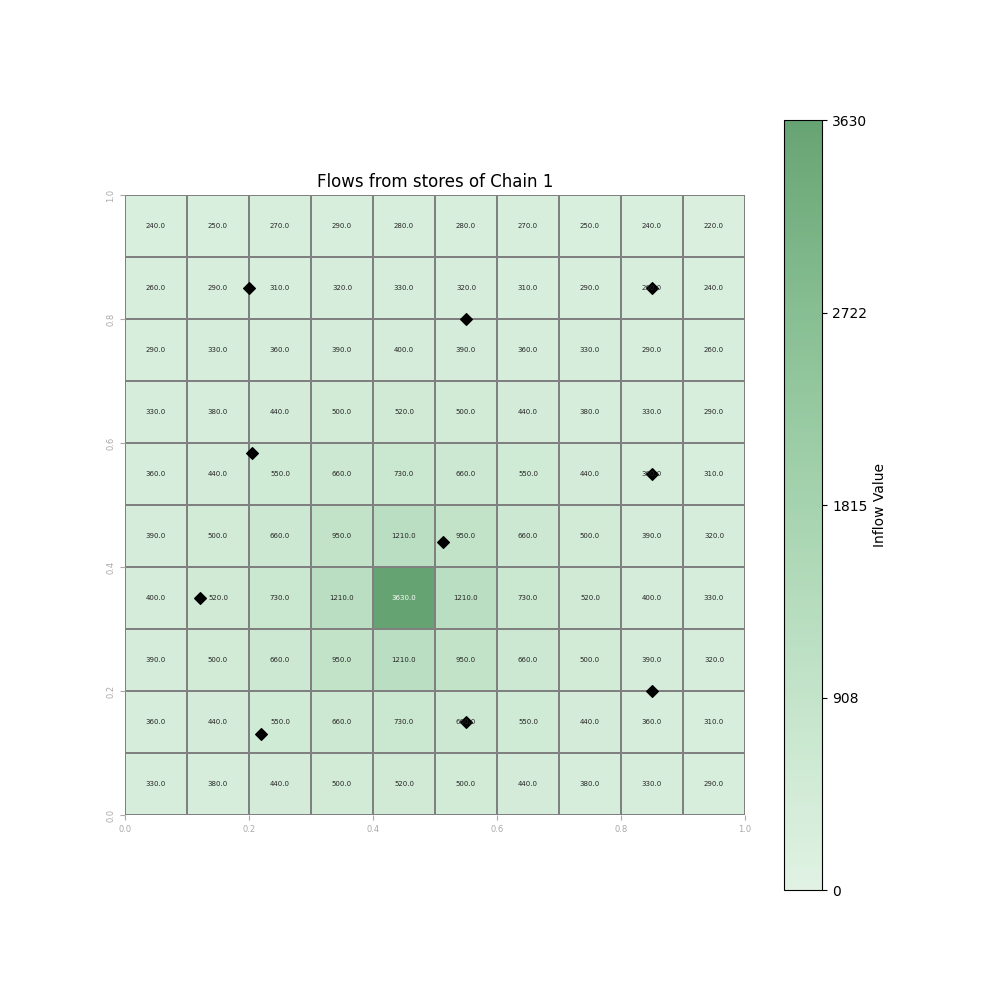 Flows from stores of Chain 1
3630
1.0
240.0 250.0 270.0 290.0 280.0 280.0 270.0 250.0 240.0 220.0
260.0 290.0 310.0 320.0 330.0 320.0 310.0 290.0 240.0
2722
0.8
290.0 330.0 360.0 390.0 400.0 390.0 360.0 330.0 290.0 260.0
330.0 380.0 440.0 500.0 520.0 500.0 440.0 380.0 330.0 290.0
0.6
360.0 440.0 550.0 660.0 730.0 660.0 550.0 440.0 310.0
1815
Inflow Value
390.0 500.0 660.0 950.0 1210.0 950.0 660.0 500.0 390.0 320.0
0.4
400.0 520.0 730.0 1210.0 3630.0 1210.0 730.0 520.0 400.0 330.0
390.0 500.0 660.0 950.0 1210.0 950.0 660.0 500.0 390.0 320.0
0.2
908
360.0 440.0 550.0 660.0 730.0 550.0 440.0 360.0 310.0
330.0 380.0 440.0 500.0 520.0 500.0 440.0 380.0 330.0 290.0
0.0
0.0 0.2 0.4 0.6 0.8 1.0
0